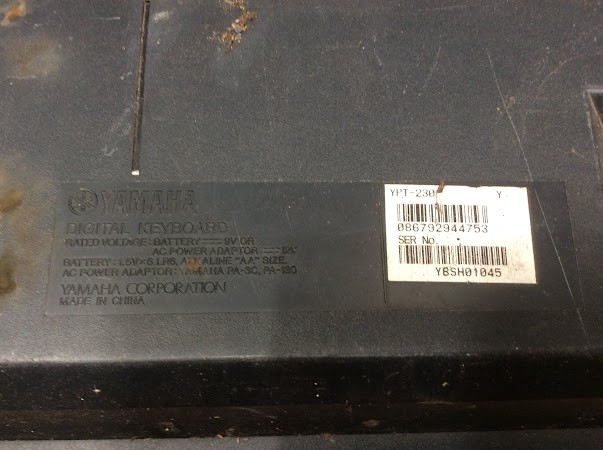 YAMAHA
DIGITAL KEYBOARD
RATED VOLTAGE: BATTERY ⎓ 9V OR
AC POWER ADAPTOR ⎓
BATTERY: 1.5V×6 LR6, ALKALINE "AA" SIZE.
AC POWER ADAPTOR: YAMAHA PA-3C, PA-130
YAMAHA CORPORATION
MADE IN CHINA
YPT-230 Y
086792944753
SER No.
YBSH01045